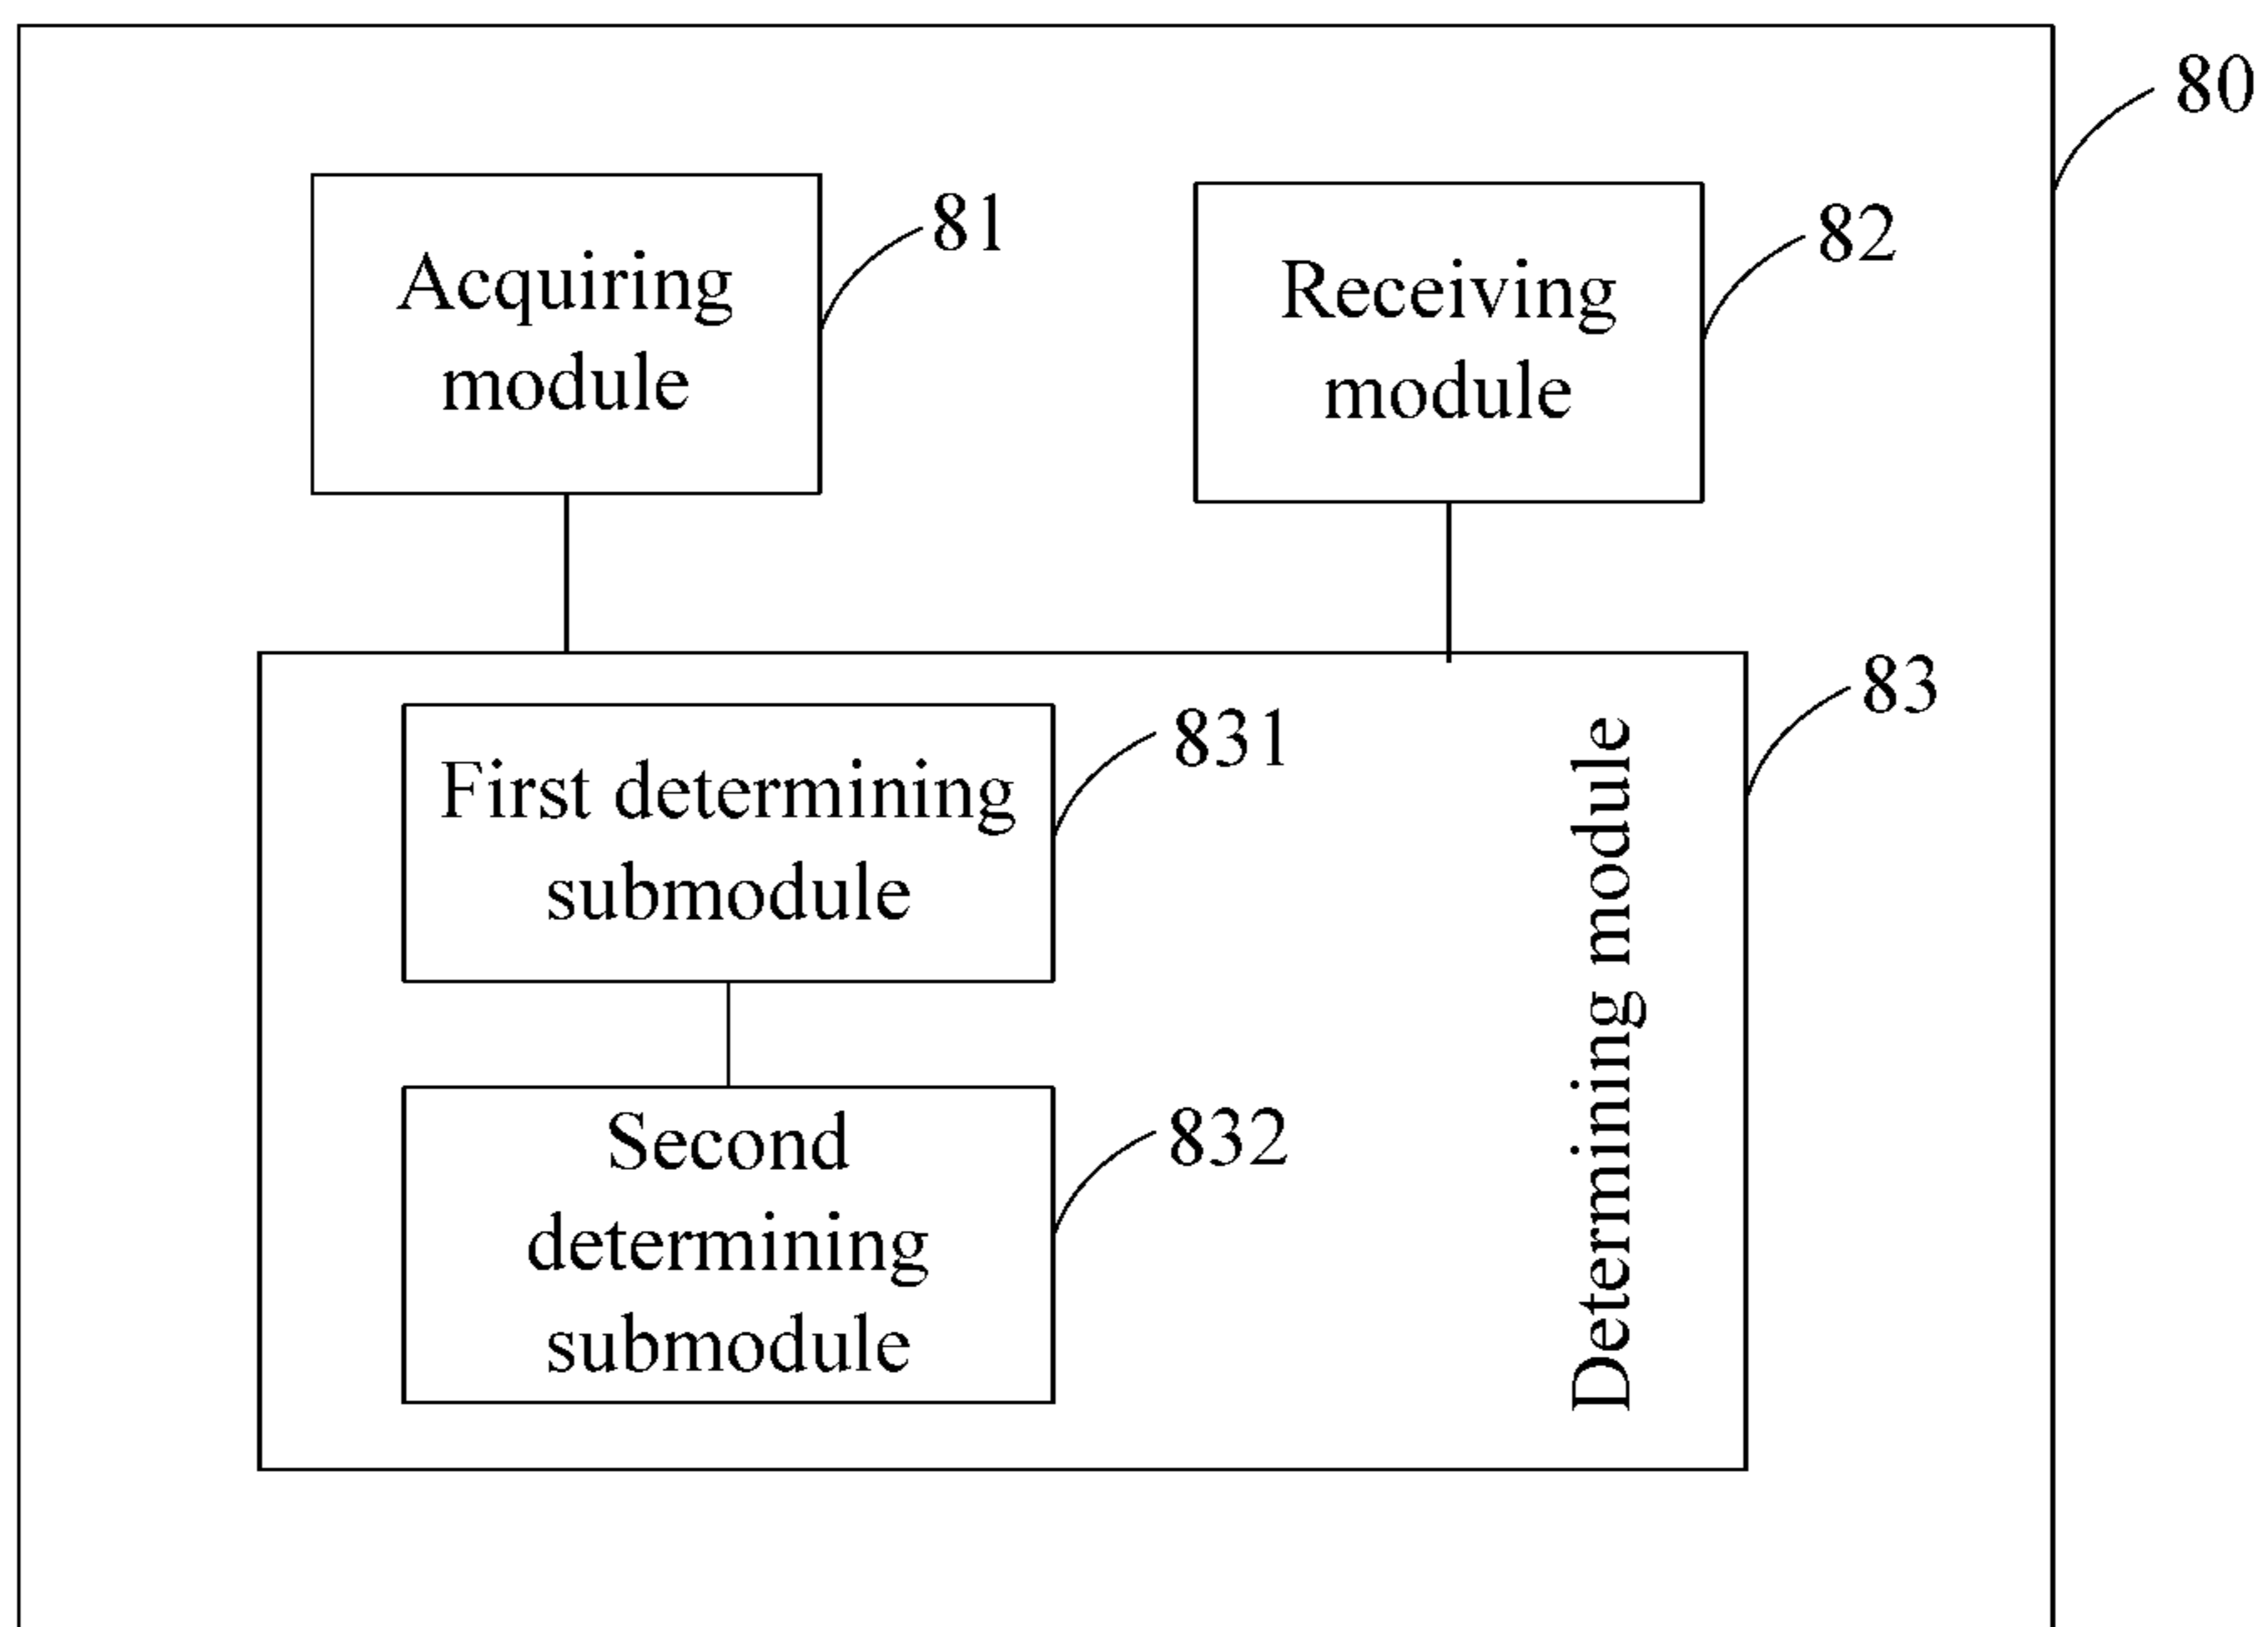 80
Acquiring
module
81
Receiving
module
82
83
First determining
submodule
831
Second
determining
submodule
832
Determining module